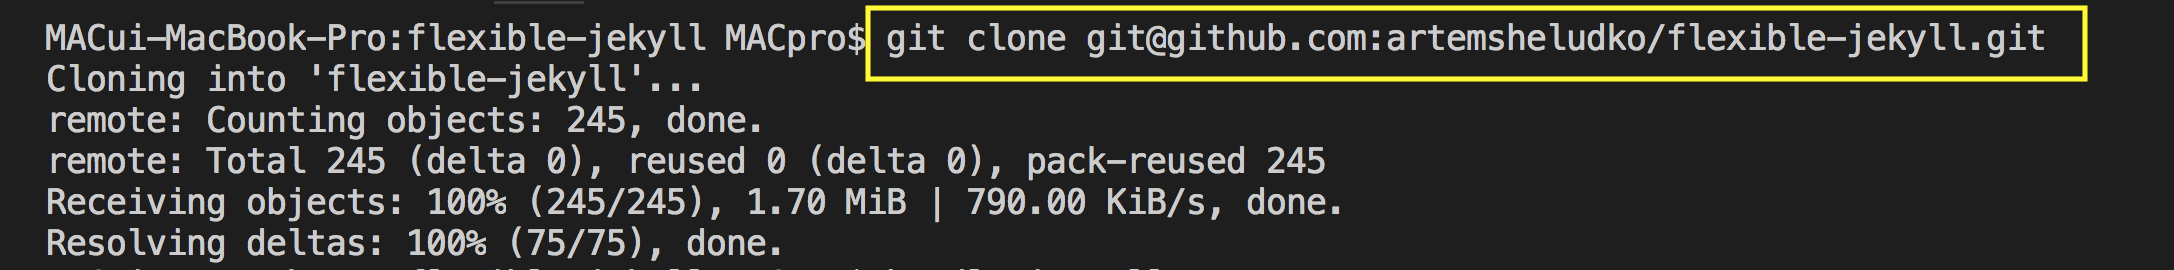 MACui-MacBook-Pro:flexible-jekyll MACpro$ git clone git@github.com:artemsheludko/flexible-jekyll.git
Cloning into 'flexible-jekyll'...
remote: Counting objects: 245, done.
remote: Total 245 (delta 0), reused 0 (delta 0), pack-reused 245
Receiving objects: 100% (245/245), 1.70 MiB | 790.00 KiB/s, done.
Resolving deltas: 100% (75/75), done.